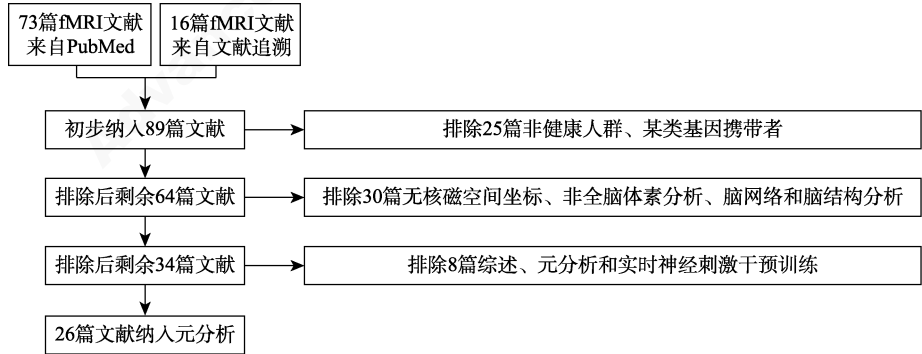 73篇fMRI文献
来自PubMed
16篇fMRI文献
来自文献追溯
初步纳入89篇文献
排除25篇非健康人群、某类基因携带者
排除后剩余64篇文献
排除30篇无核磁空间坐标、非全脑体素分析、脑网络和脑结构分析
排除后剩余34篇文献
排除8篇综述、元分析和实时神经刺激干预训练
26篇文献纳入元分析